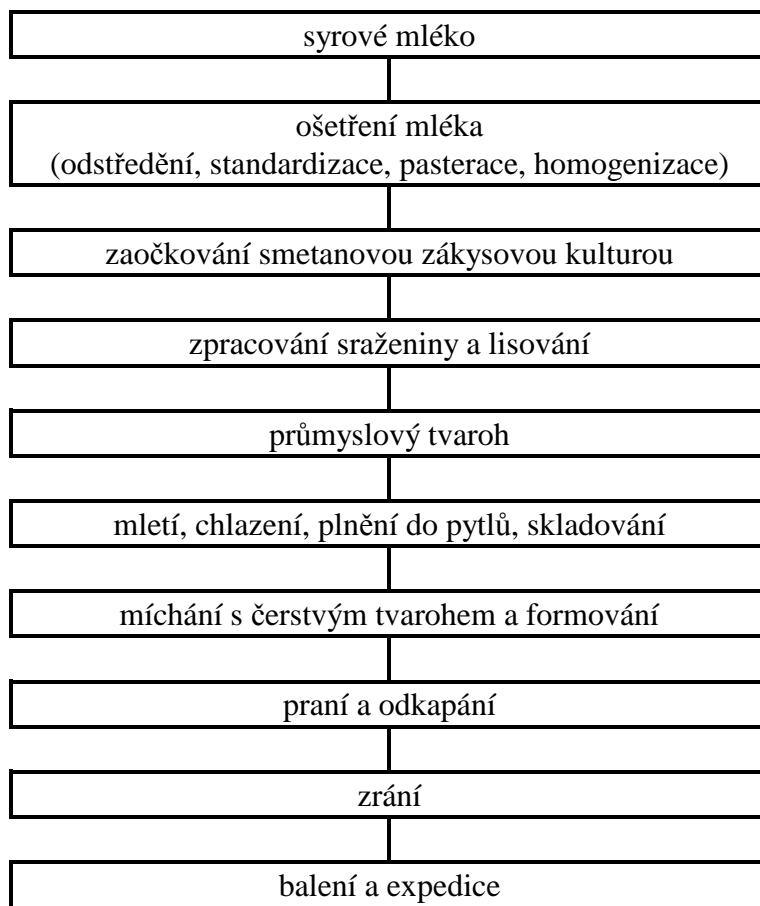 syrové mléko
ošetření mléka
(odstředění, standardizace, pasterace, homogenizace)
zaočkování smetanovou zákysovou kulturou
zpracování sraženiny a lisování
průmyslový tvaroh
mletí, chlazení, plnění do pytlů, skladování
míchání s čerstvým tvarohem a formování
praní a odkapání
zrání
balení a expedice